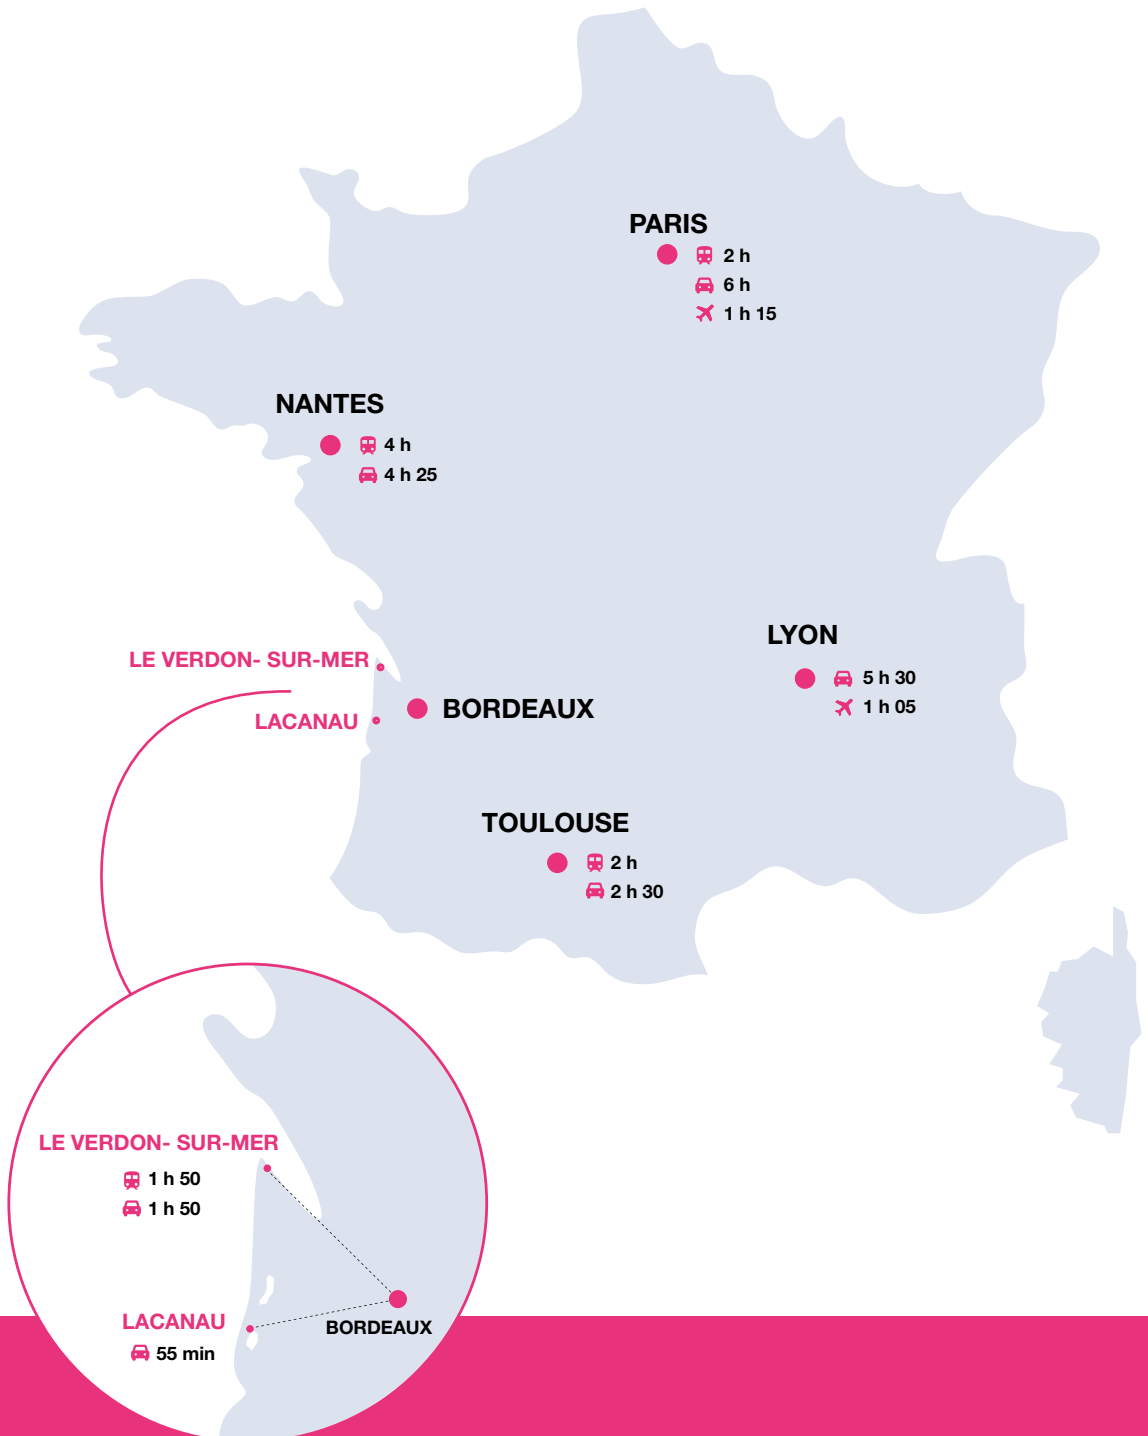 PARIS
2 h
6 h
1 h 15
NANTES
4 h
4 h 25
LYON
5 h 30
1 h 05
LE VERDON- SUR-MER
LACANAU
BORDEAUX
TOULOUSE
2 h
2 h 30
LE VERDON- SUR-MER
1 h 50
1 h 50
LACANAU
55 min
BORDEAUX